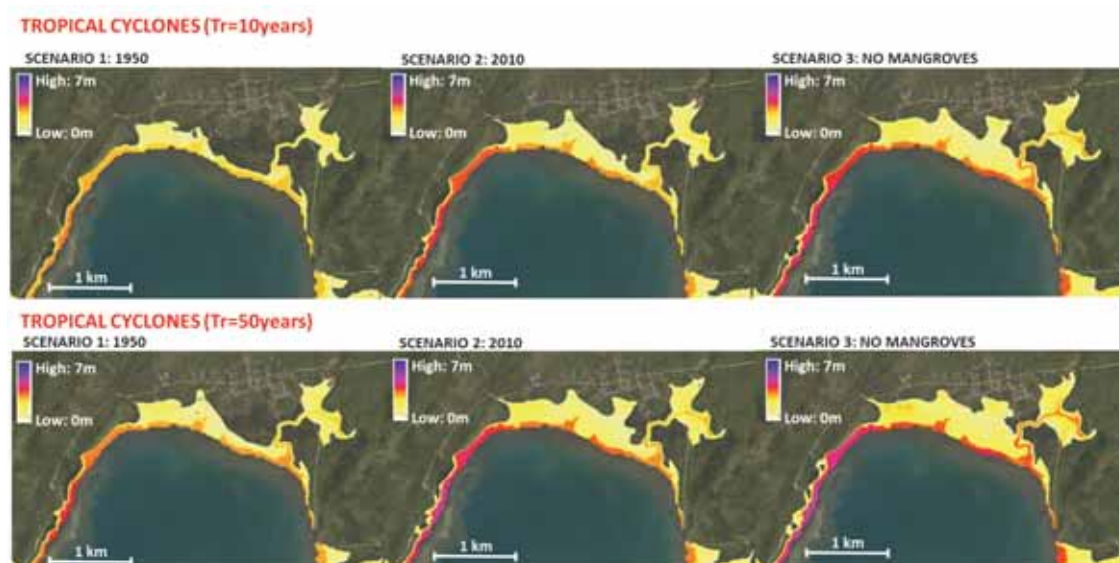 TROPICAL CYCLONES (Tr=10years)
SCENARIO 1: 1950
High: 7m
Low: 0m
1 km
SCENARIO 2: 2010
High: 7m
Low: 0m
1 km
SCENARIO 3: NO MANGROVES
High: 7m
Low: 0m
1 km
TROPICAL CYCLONES (Tr=50years)
SCENARIO 1: 1950
High: 7m
Low: 0m
1 km
SCENARIO 2: 2010
High: 7m
Low: 0m
1 km
SCENARIO 3: NO MANGROVES
High: 7m
Low: 0m
1 km